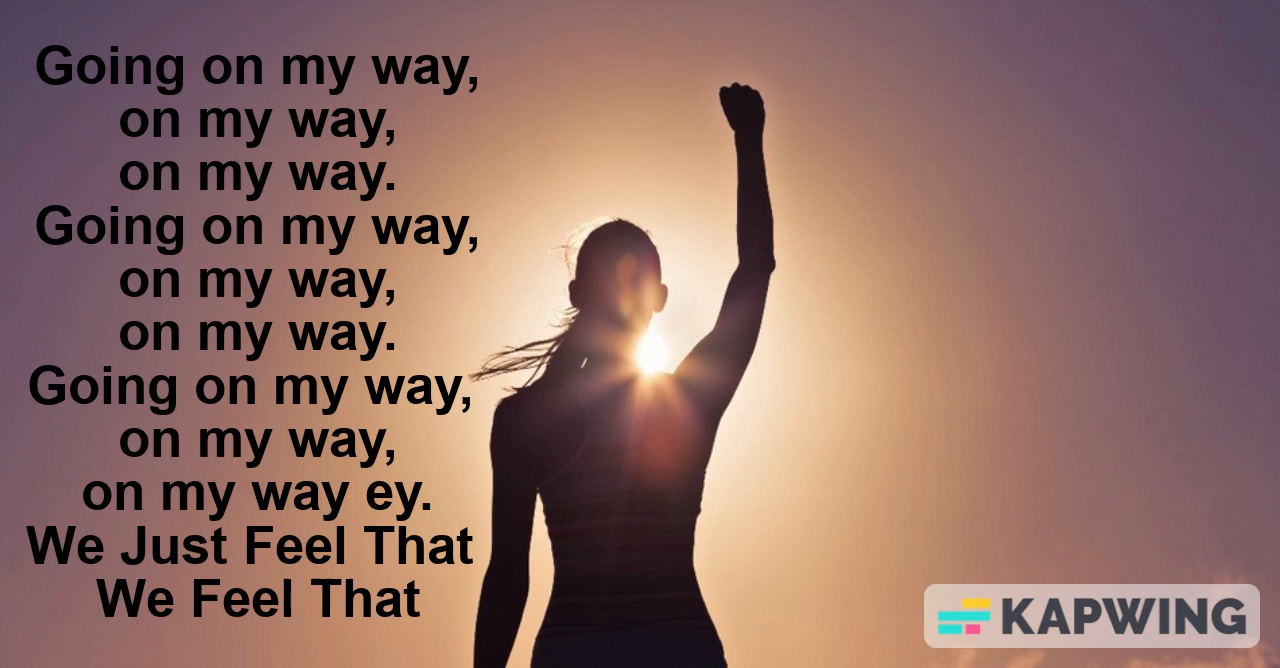 Going on my way,
on my way,
on my way.
Going on my way,
on my way,
on my way.
Going on my way,
on my way,
on my way ey.
We Just Feel That
We Feel That
KAPWING